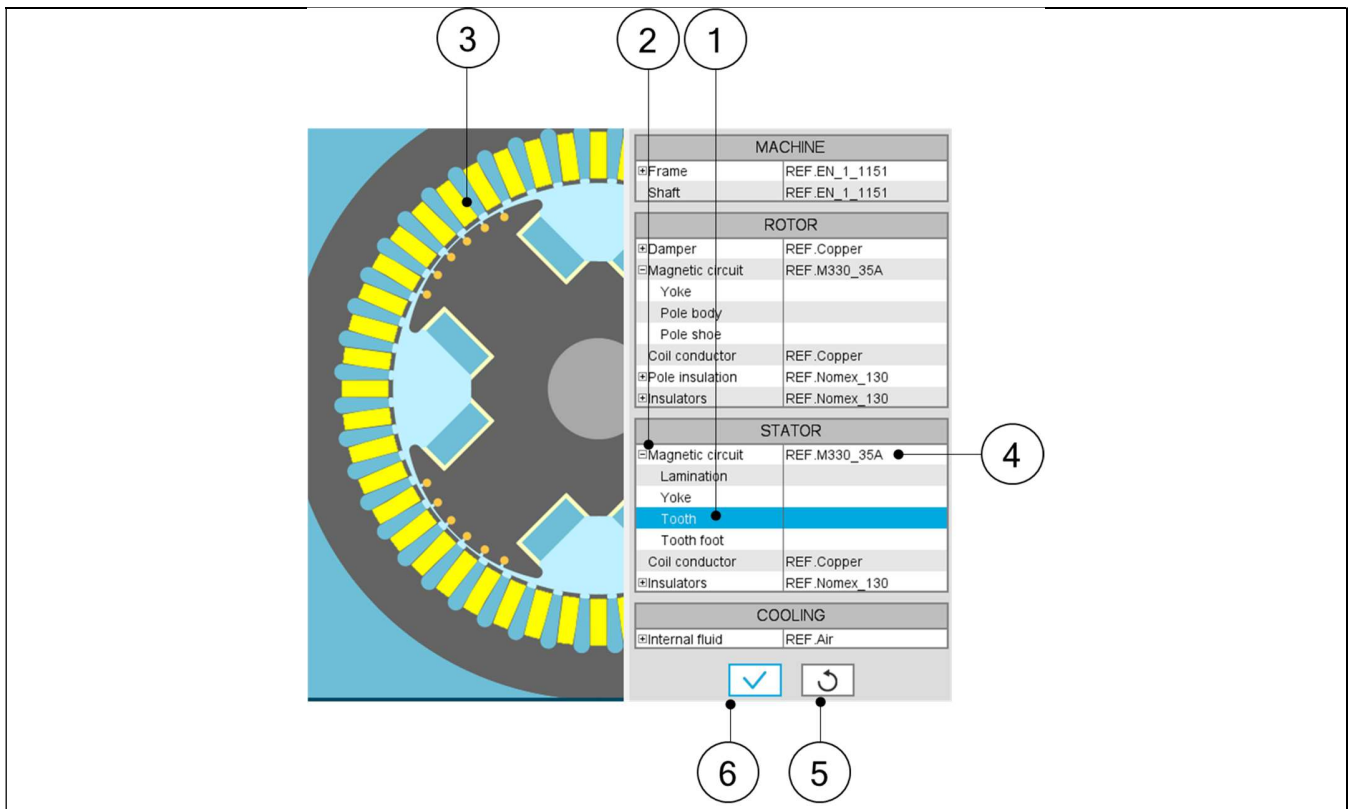 3 2 1
MACHINE
Frame REF.EN_1_1151
Shaft REF.EN_1_1151
ROTOR
Damper REF.Copper
Magnetic circuit REF.M330_35A
Yoke
Pole body
Pole shoe
Coil conductor REF.Copper
Pole insulation REF.Nomex_130
Insulators REF.Nomex_130
STATOR
Magnetic circuit REF.M330_35A 4
Lamination
Yoke
Tooth
Tooth foot
Coil conductor REF.Copper
Insulators REF.Nomex_130
COOLING
Internal fluid REF.Air
6 5